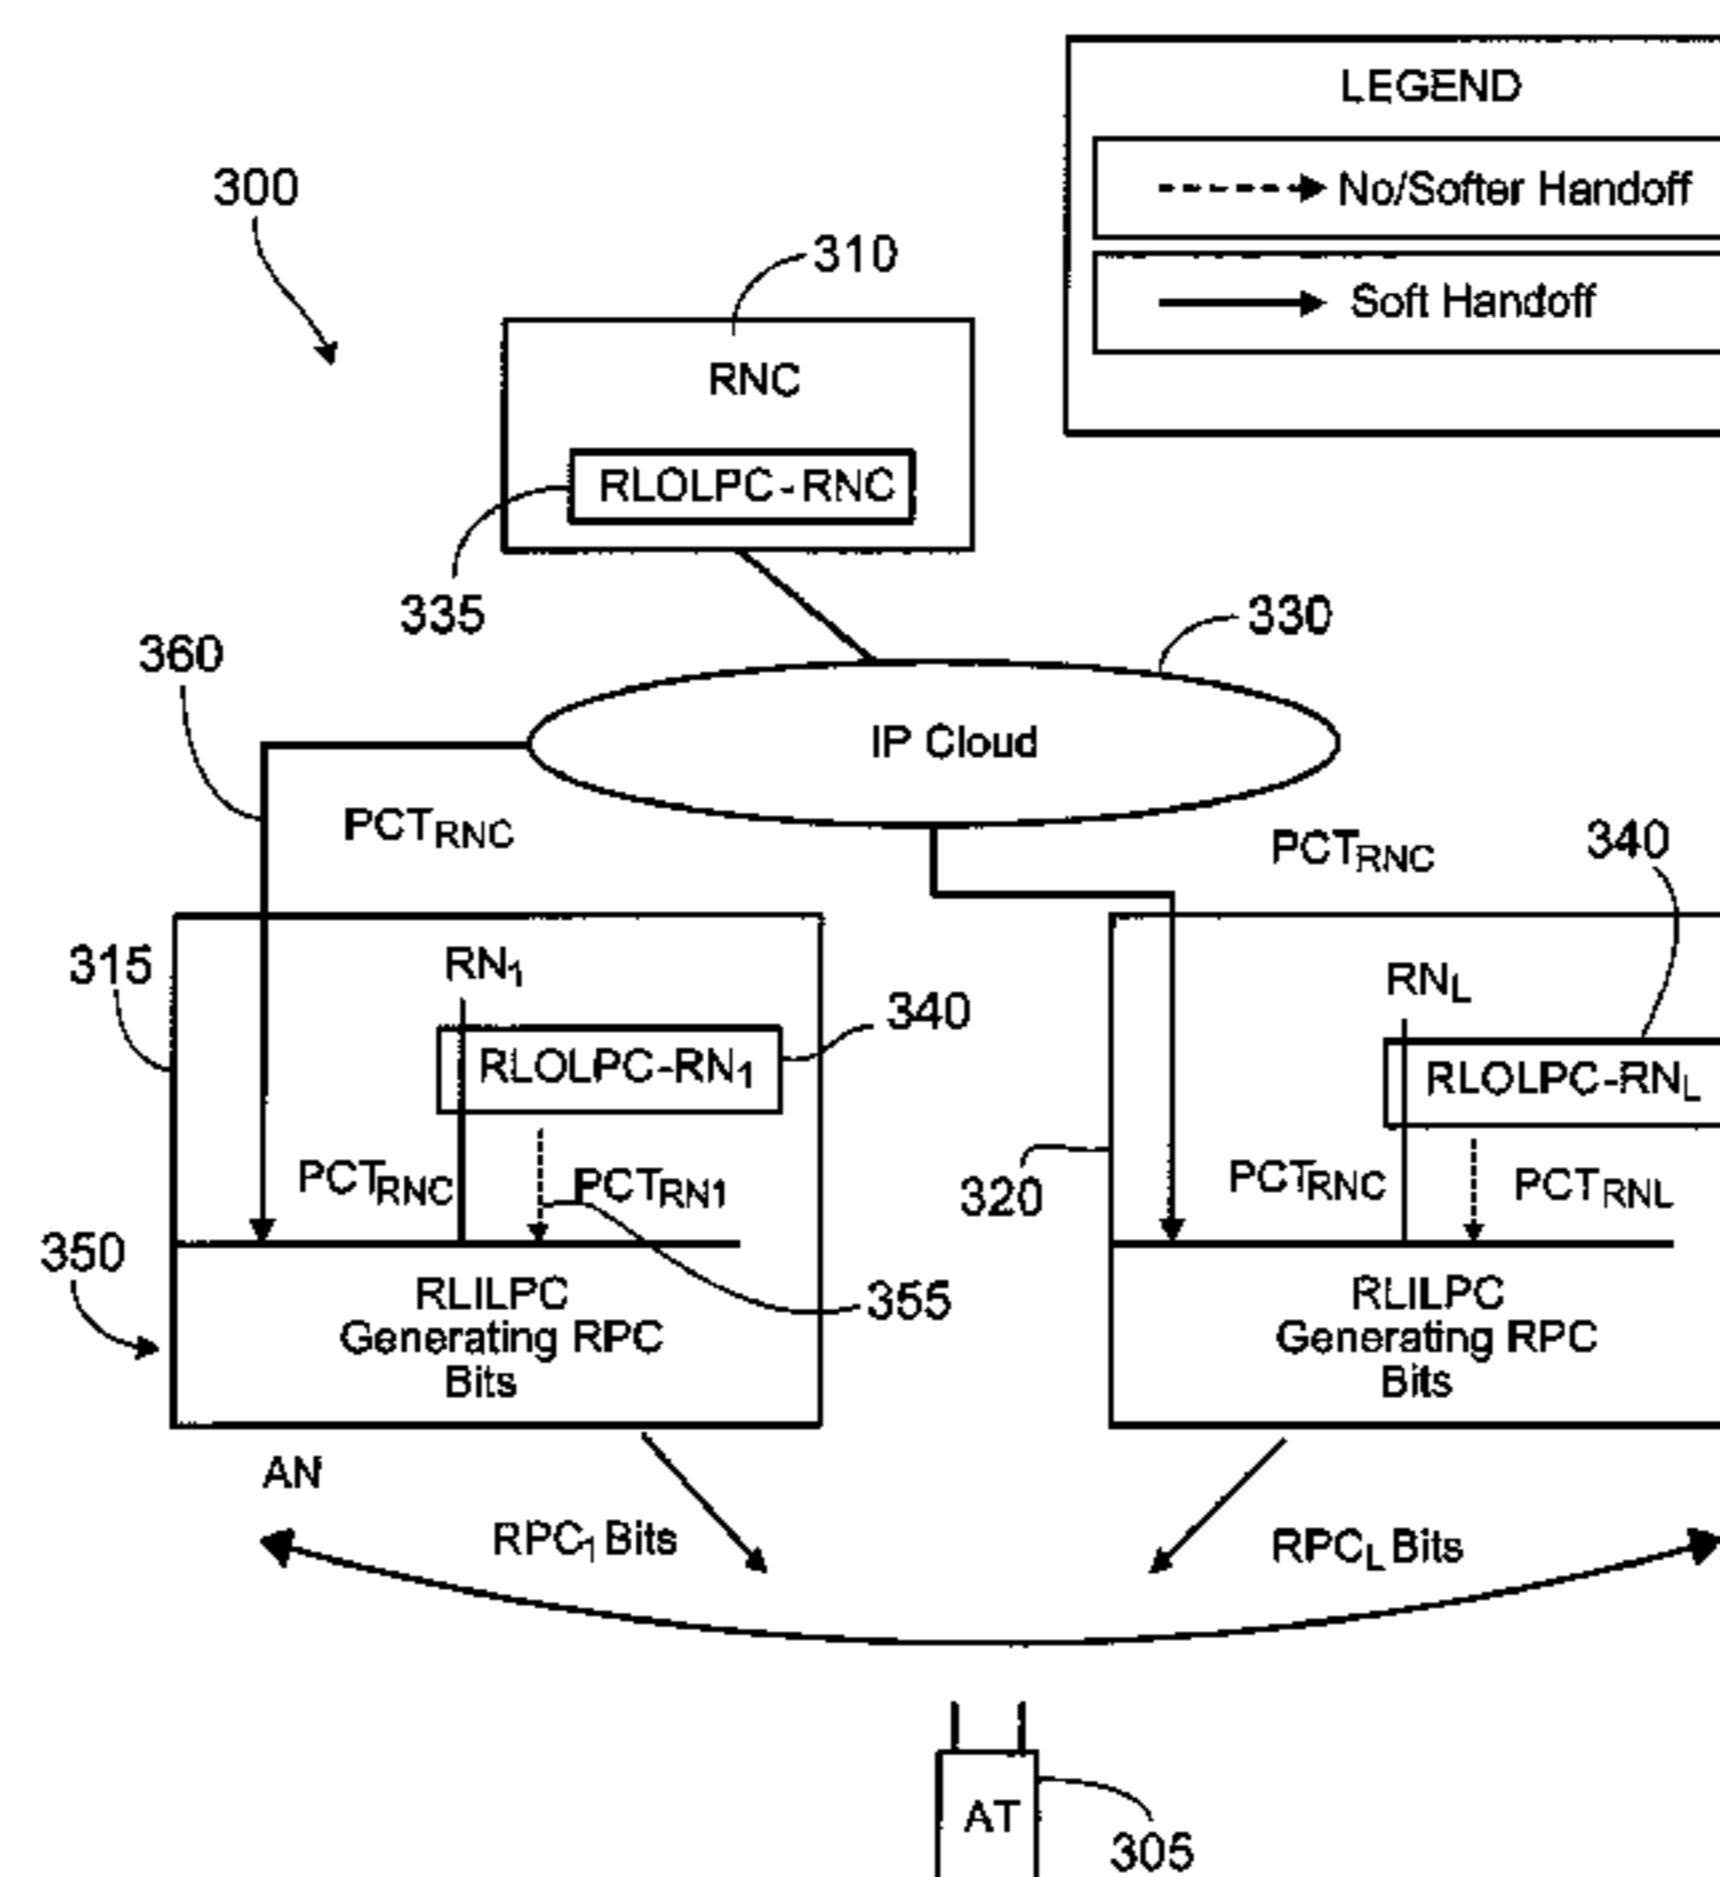 LEGEND
No/Softer Handoff
Soft Handoff
300
310
RNC
RLOLPC-RNC
335
330
360
IP Cloud
PCTRNC
PCTRNC
340
315
RN1
340
RLOLPC-RN1
RNL
RLOLPC-RNL
PCTRNC
PCTRN1
320
PCTRNC
PCTRNL
350
RLILPC
Generating RPC
Bits
355
RLILPC
Generating RPC
Bits
AN
RPC1 Bits
RPCL Bits
AT
305